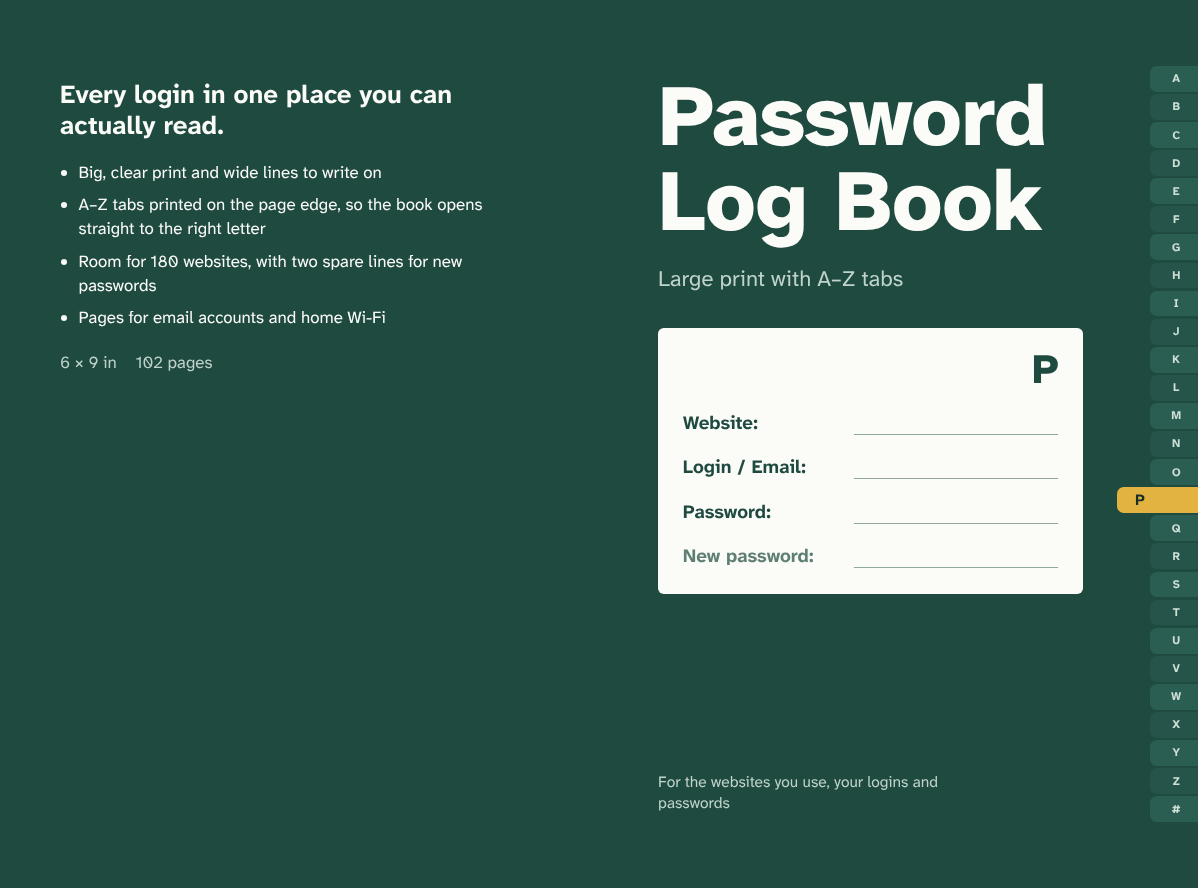 Every login in one place you can
actually read.
• Big, clear print and wide lines to write on
• A–Z tabs printed on the page edge, so the book opens
straight to the right letter
• Room for 180 websites, with two spare lines for new
passwords
• Pages for email accounts and home Wi-Fi
6 × 9 in 102 pages
Password
Log Book
Large print with A–Z tabs
P
Website:
Login / Email:
Password:
New password:
For the websites you use, your logins and
passwords
A
B
C
D
E
F
G
H
I
J
K
L
M
N
O
P
Q
R
S
T
U
V
W
X
Y
Z
#